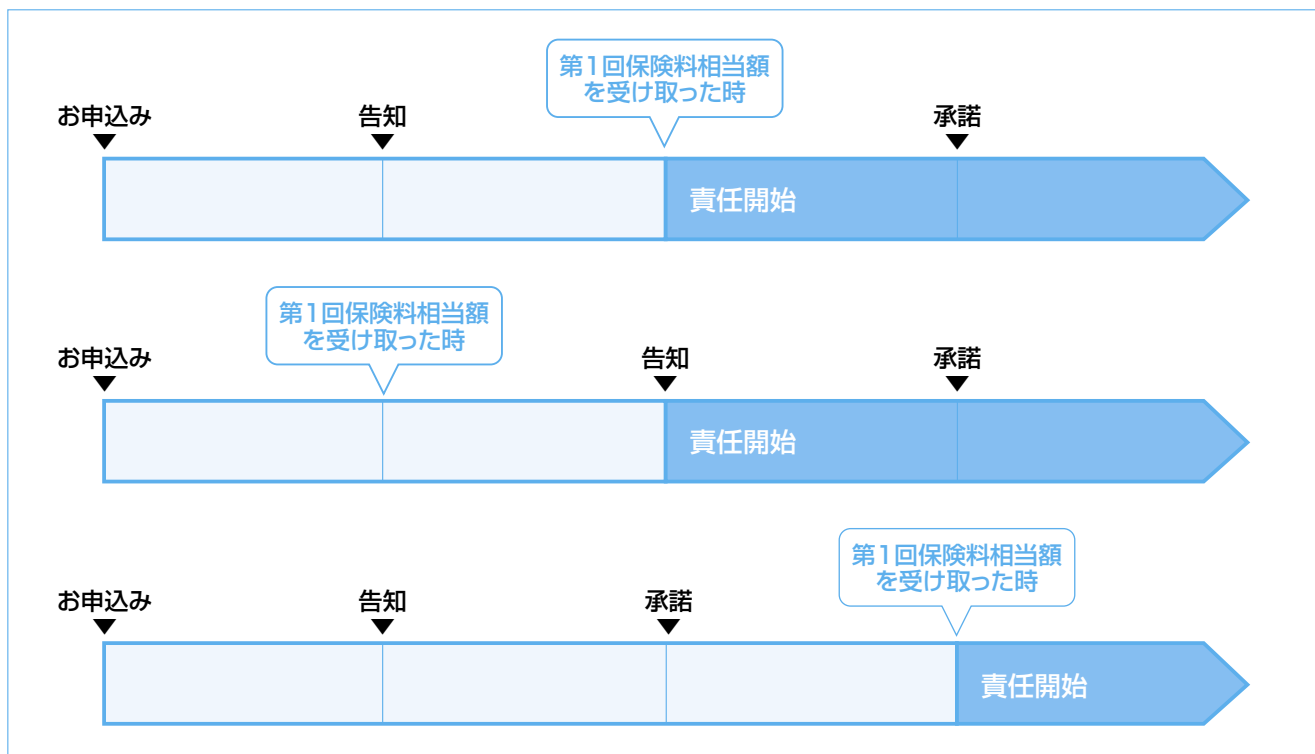 第1回保険料相当額
を受け取った時
お申込み
告知
承諾
責任開始
第1回保険料相当額
を受け取った時
お申込み
告知
承諾
責任開始
第1回保険料相当額
を受け取った時
お申込み
告知
承諾
責任開始